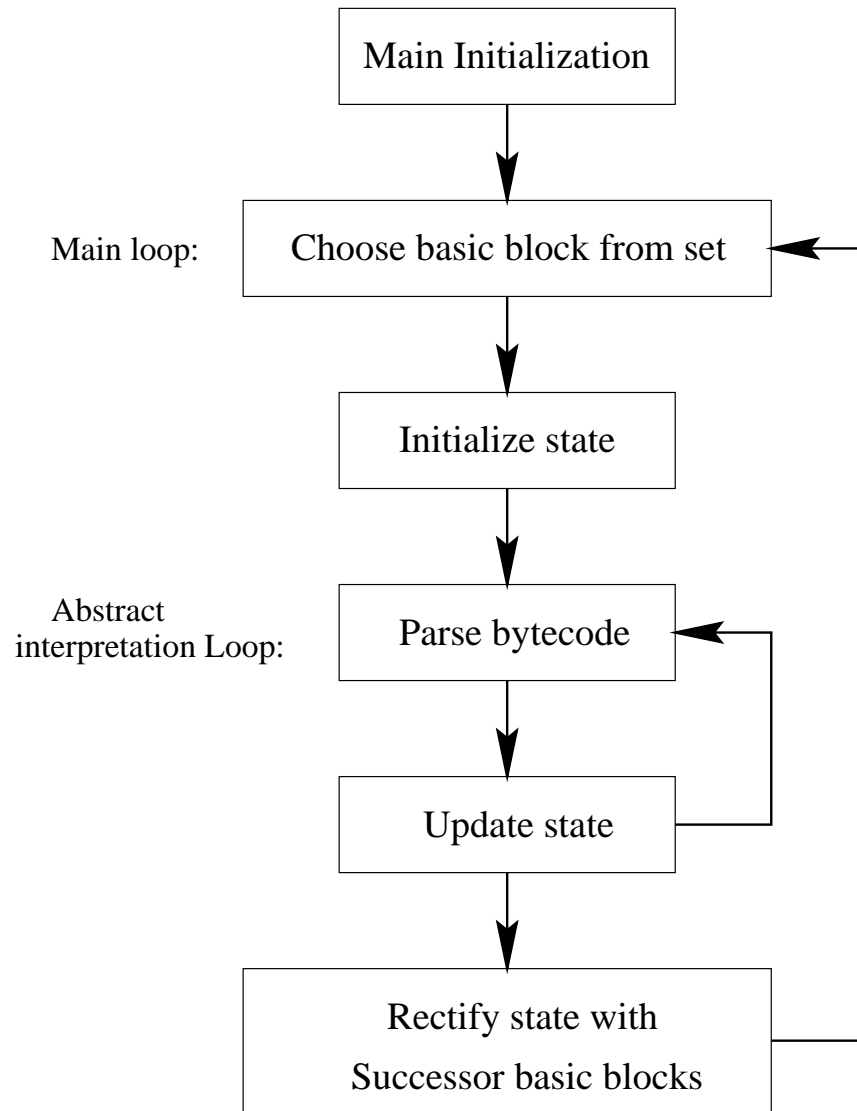 Main Initialization
Main loop:
Choose basic block from set
Initialize state
Abstract
interpretation Loop:
Parse bytecode
Update state
Rectify state with
Successor basic blocks